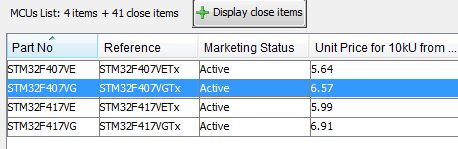 MCUs List: 4 items + 41 close items Display close items
Part No Reference Marketing Status Unit Price for 10kU from ...
STM32F407VE STM32F407VETx Active 5.64
STM32F407VG STM32F407VGTx Active 6.57
STM32F417VE STM32F417VETx Active 5.99
STM32F417VG STM32F417VGTx Active 6.91